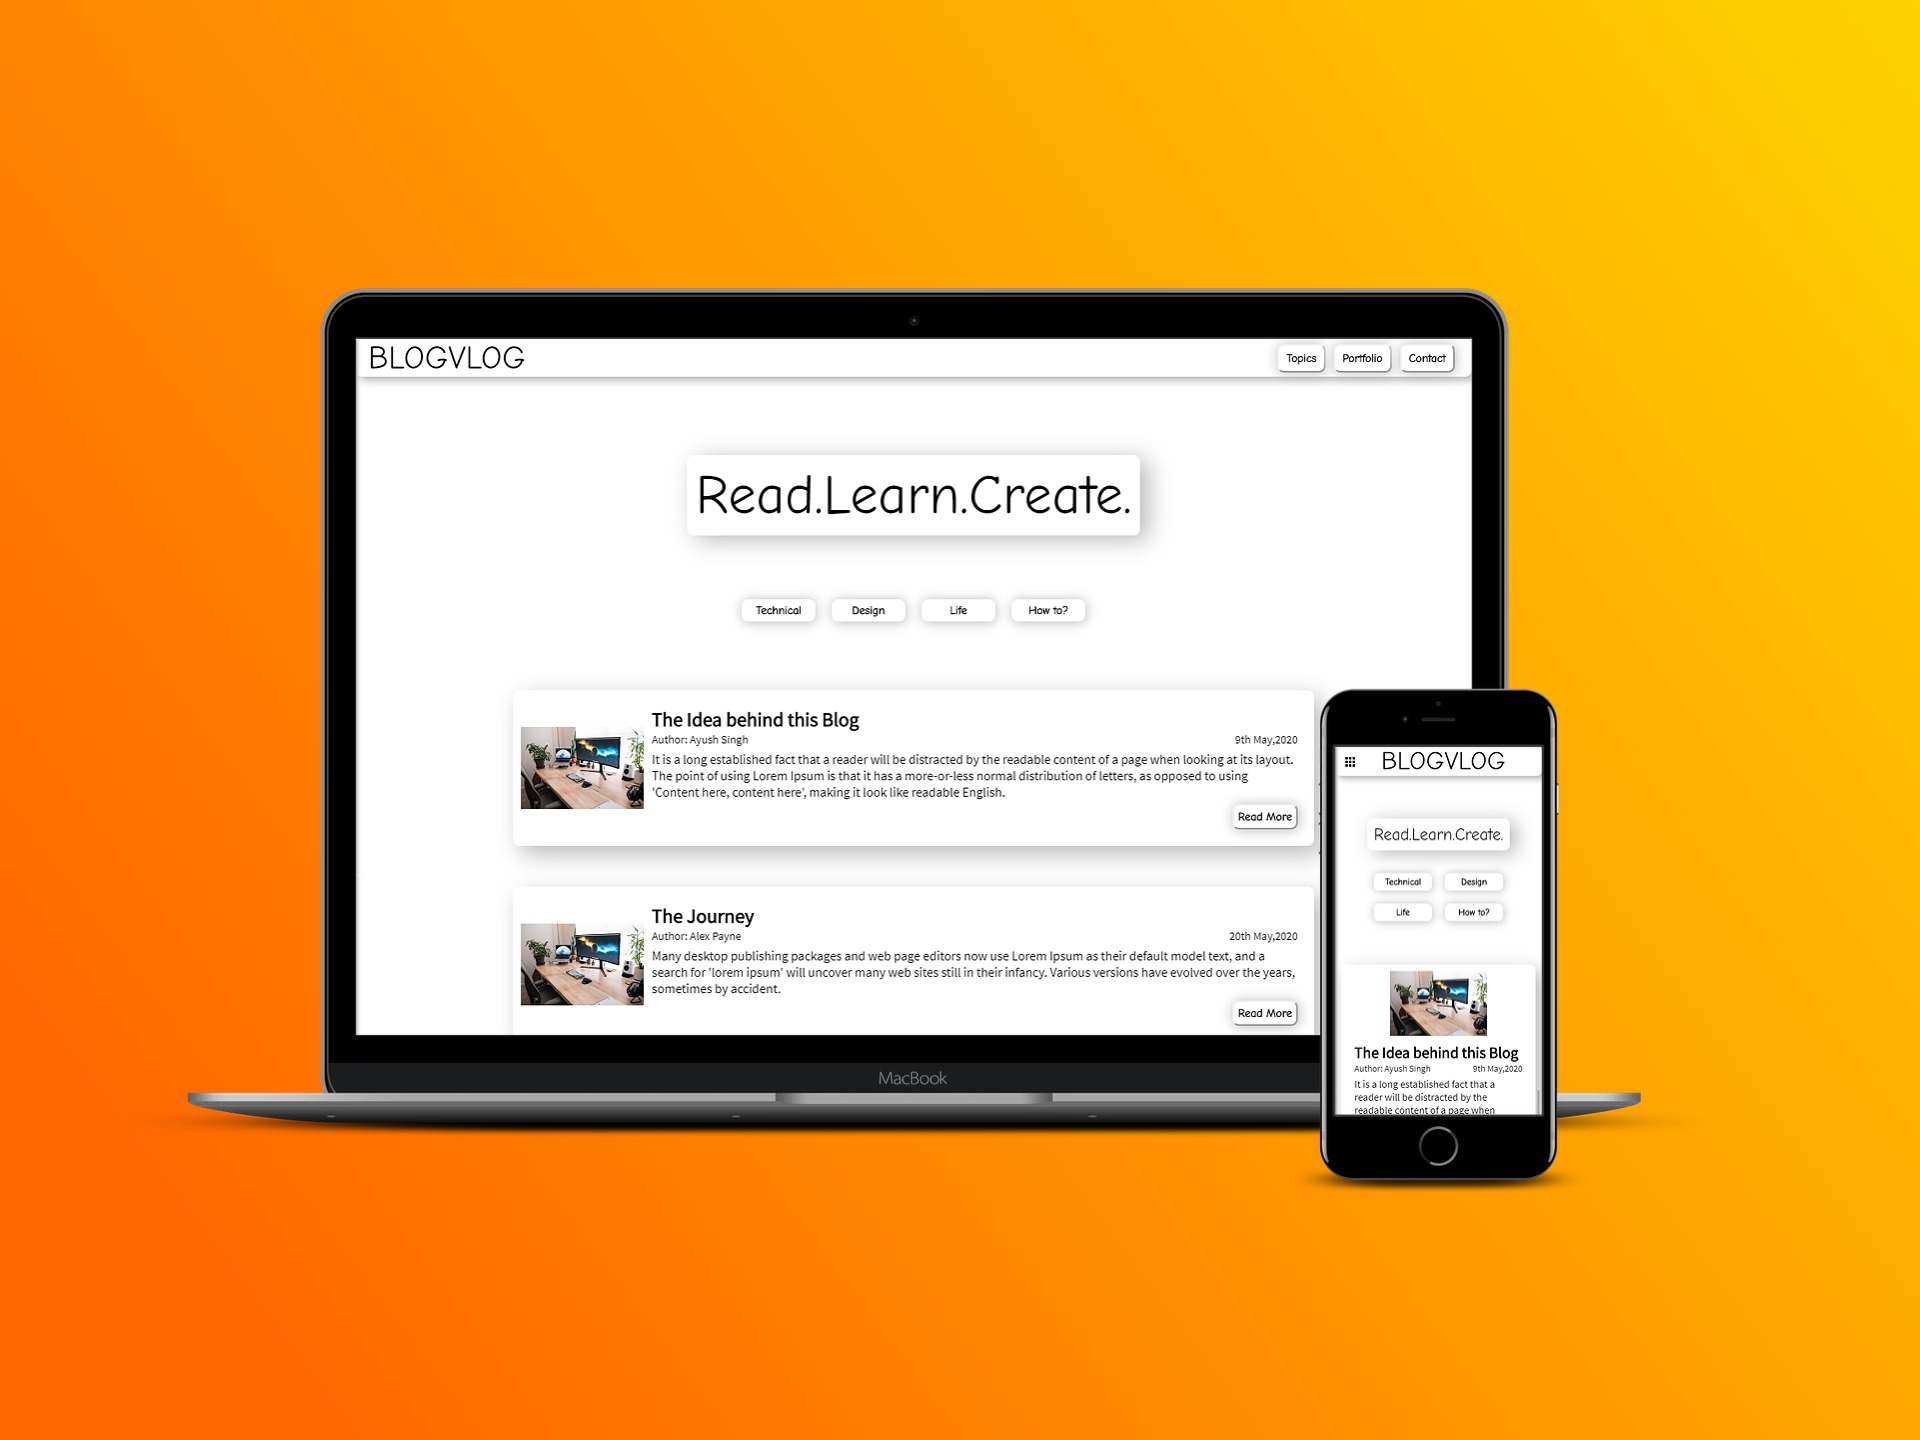 BLOGVLOG
Topics
Portfolio
Contact
Read.Learn.Create.
Technical
Design
Life
How to?
The Idea behind this Blog
Author: Ayush Singh
9th May,2020
It is a long established fact that a reader will be distracted by the readable content of a page when looking at its layout.
The point of using Lorem Ipsum is that it has a more-or-less normal distribution of letters, as opposed to using
'Content here, content here', making it look like readable English.
Read More
The Journey
Author: Alex Payne
20th May,2020
Many desktop publishing packages and web page editors now use Lorem Ipsum as their default model text, and a
search for 'lorem ipsum' will uncover many web sites still in their infancy. Various versions have evolved over the years,
sometimes by accident.
Read More
MacBook
BLOGVLOG
Read.Learn.Create.
Technical
Design
Life
How to?
The Idea behind this Blog
Author: Ayush Singh
9th May,2020
It is a long established fact that a
reader will be distracted by the
readable content of a page when